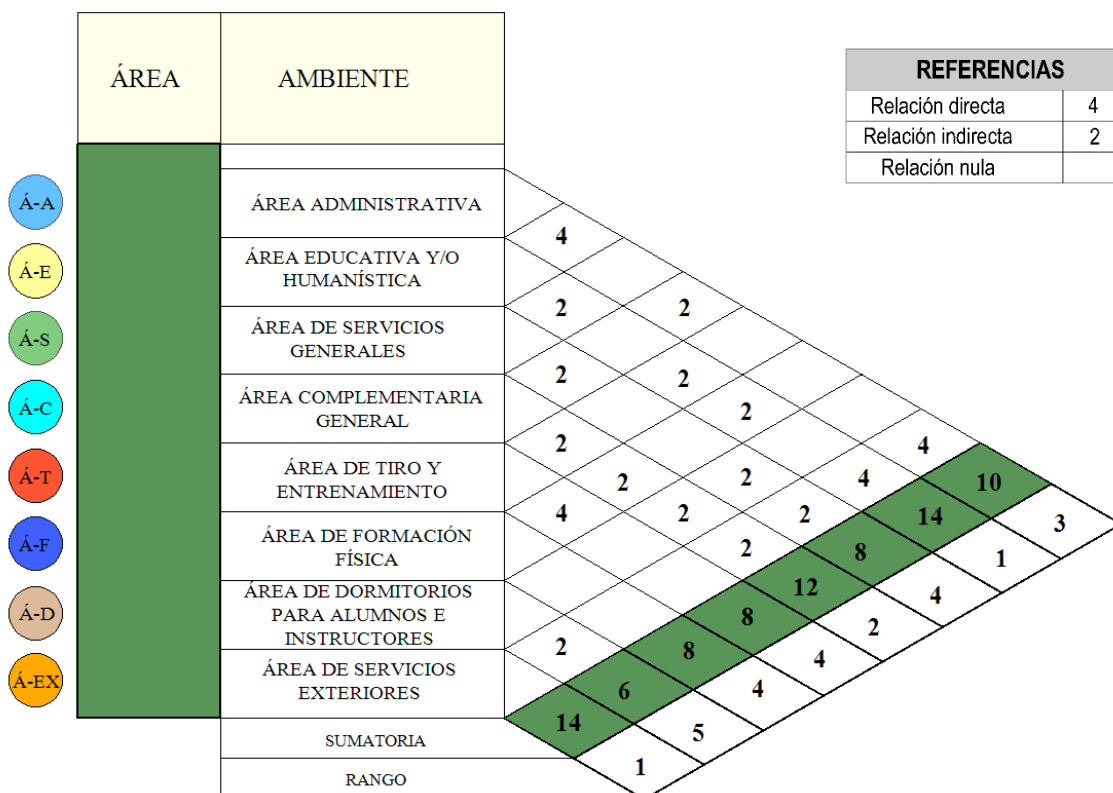 ÁREA
AMBIENTE
REFERENCIAS
Relación directa 4
Relación indirecta 2
Relación nula
Á-A
ÁREA ADMINISTRATIVA
4
Á-E
ÁREA EDUCATIVA Y/O
HUMANÍSTICA
2 2
Á-S
ÁREA DE SERVICIOS
GENERALES
2 2
2
Á-C
ÁREA COMPLEMENTARIA
GENERAL
2 4
Á-T
ÁREA DE TIRO Y
ENTRENAMIENTO
2 2 4 10
4 2 2 14 3
Á-F
ÁREA DE FORMACIÓN
FÍSICA
2 8 1
Á-D
ÁREA DE DORMITORIOS
PARA ALUMNOS E
INSTRUCTORES
12 4
8 2
2 8 4
Á-EX
ÁREA DE SERVICIOS
EXTERIORES
6 4
14 5
SUMATORIA
1
RANGO